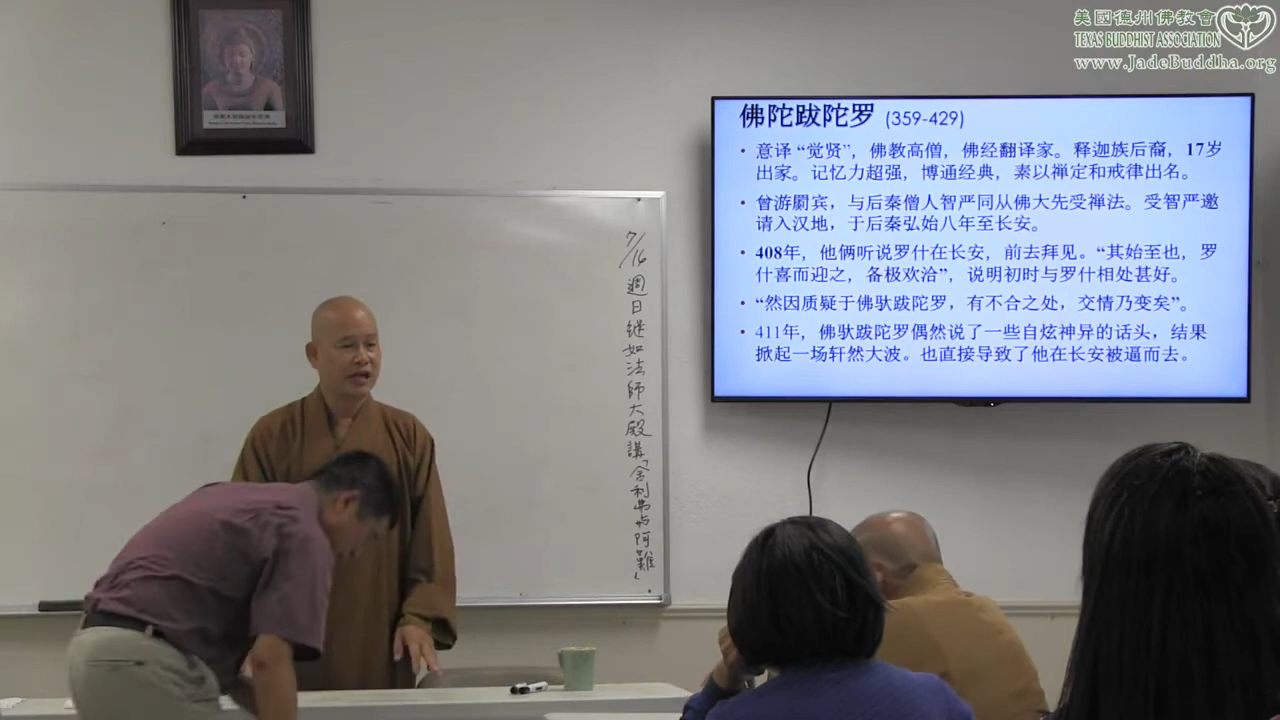 美國德州佛教會
TEXAS BUDDHIST ASSOCIATION
www.JadeBuddha.org
佛陀跋陀罗 (359-429)
• 意译 “觉贤”，佛教高僧，佛经翻译家。释迦族后裔，17岁
出家。记忆力超强，博通经典，素以禅定和戒律出名。
• 曾游罽宾，与后秦僧人智严同从佛大先受禅法。受智严邀
请入汉地，于后秦弘始八年至长安。
• 408年，他俩听说罗什在长安，前去拜见。“其始至也，罗
什喜而迎之，备极欢洽”，说明初时与罗什相处甚好。
• “然因质疑于佛驮跋陀罗，有不合之处，交情乃变矣”。
• 411年，佛驮跋陀罗偶然说了一些自炫神异的话头，结果
掀起一场轩然大波。也直接导致了他在长安被逼而去。
7/16 週日继如法師大殿講「舍利弗与阿難」